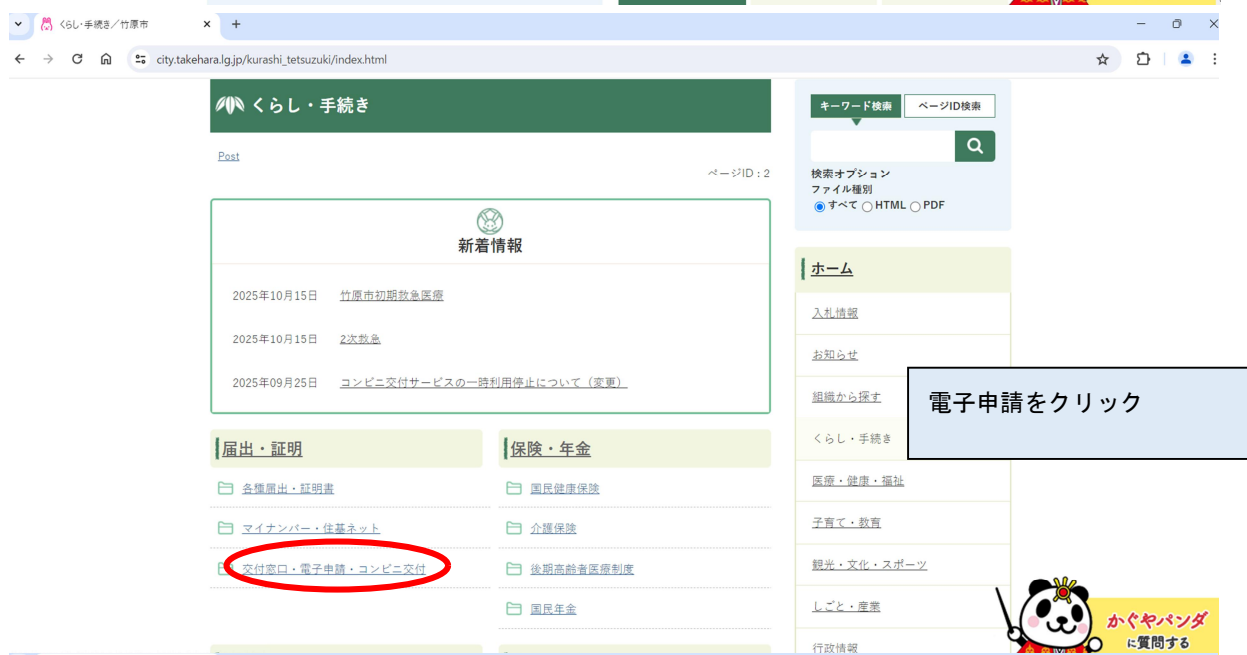 くらし・手続き／竹原市
city.takehara.lg.jp/kurashi_tetsuzuki/index.html
くらし・手続き
Post
ページID：2
新着情報
2025年10月15日 竹原市初期救急医療
2025年10月15日 2次救急
2025年09月25日 コンビニ交付サービスの一時利用停止について（変更）
届出・証明
各種届出・証明書
マイナンバー・住基ネット
交付窓口・電子申請・コンビニ交付
保険・年金
国民健康保険
介護保険
後期高齢者医療制度
国民年金
キーワード検索 ページID検索
検索オプション
ファイル種別
すべて HTML PDF
ホーム
入札情報
お知らせ
組織から探す
くらし・手続き
医療・健康・福祉
子育て・教育
観光・文化・スポーツ
しごと・産業
行政情報
電子申請をクリック
かぐやパンダ
に質問する